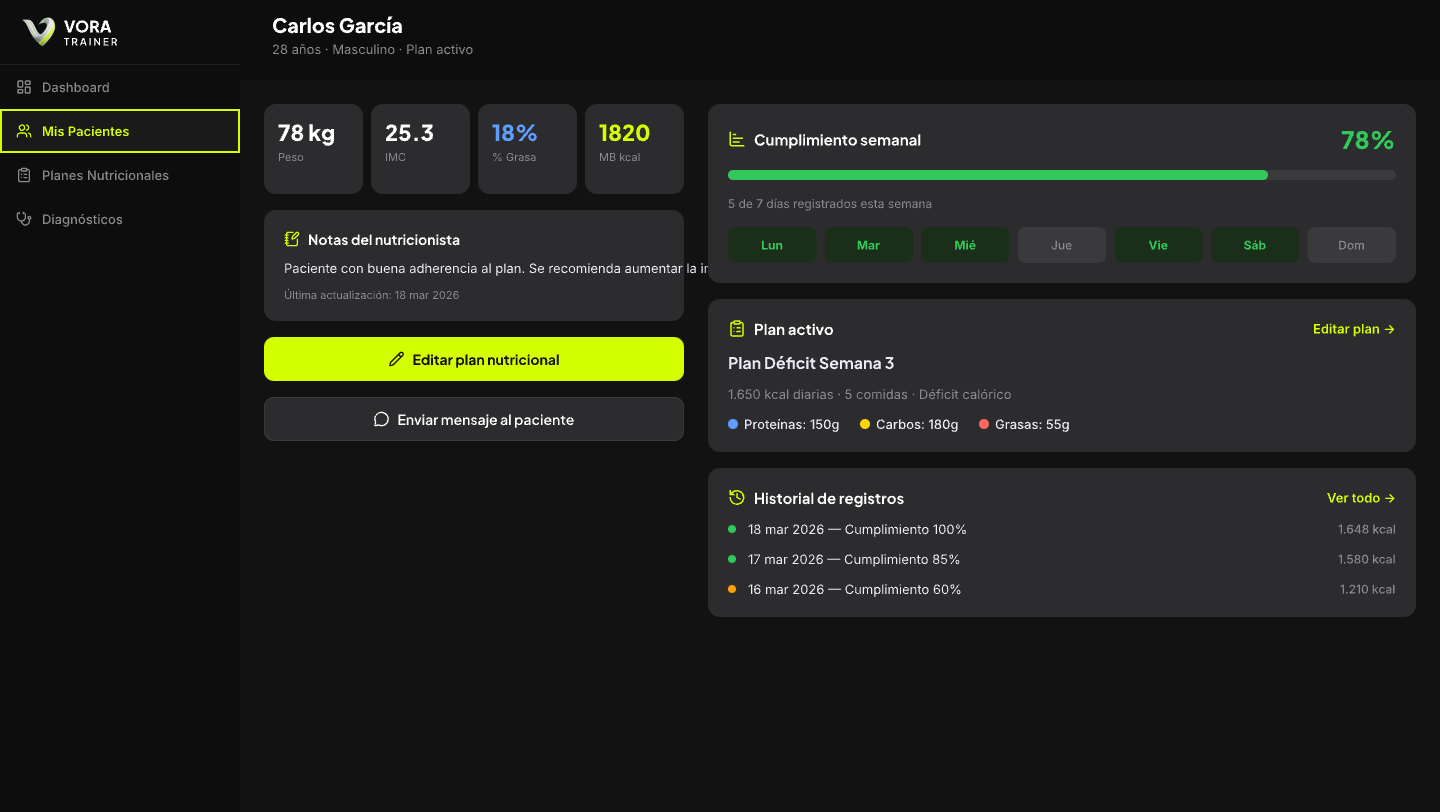 VORA
TRAINER
Dashboard
Mis Pacientes
Planes Nutricionales
Diagnósticos
Carlos García
28 años · Masculino · Plan activo
78 kg
Peso
25.3
IMC
18%
% Grasa
1820
MB kcal
Notas del nutricionista
Paciente con buena adherencia al plan. Se recomienda aumentar la
Última actualización: 18 mar 2026
Editar plan nutricional
Enviar mensaje al paciente
Cumplimiento semanal
78%
5 de 7 días registrados esta semana
Lun
Mar
Mié
Jue
Vie
Sáb
Dom
Plan activo
Editar plan →
Plan Déficit Semana 3
1.650 kcal diarias · 5 comidas · Déficit calórico
Proteínas: 150g
Carbos: 180g
Grasas: 55g
Historial de registros
Ver todo →
18 mar 2026 — Cumplimiento 100%
1.648 kcal
17 mar 2026 — Cumplimiento 85%
1.580 kcal
16 mar 2026 — Cumplimiento 60%
1.210 kcal